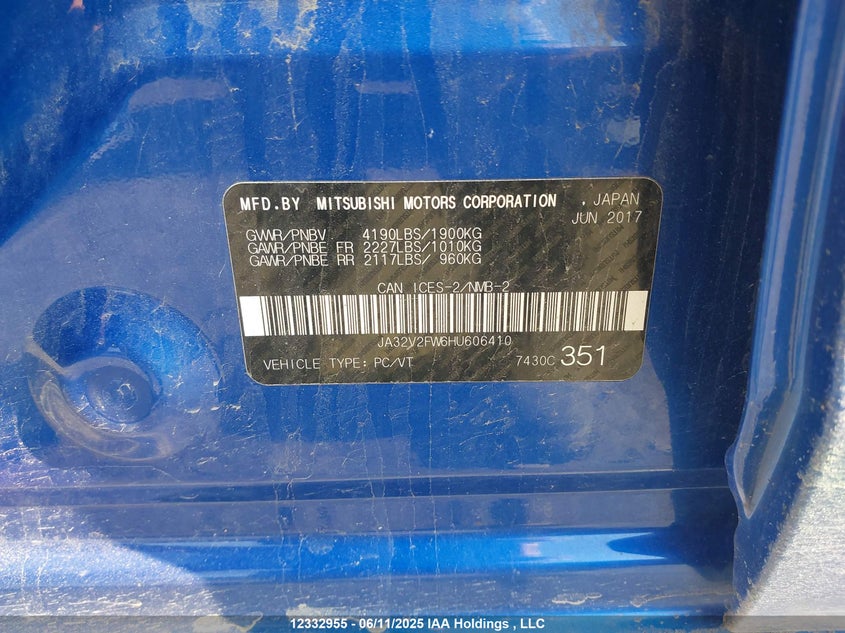 MFD.BY MITSUBISHI MOTORS CORPORATION , JAPAN
JUN 2017
GVWR/PNBV 4190LBS/1900KG
GAWR/PNBE FR 2227LBS/1010KG
GAWR/PNBE RR 2117LBS/ 960KG
CAN ICES-2/NMB-2
JA32V2FW6HU606410
VEHICLE TYPE: PC/VT 7430C 351
12332955 - 06/11/2025 IAA Holdings , LLC